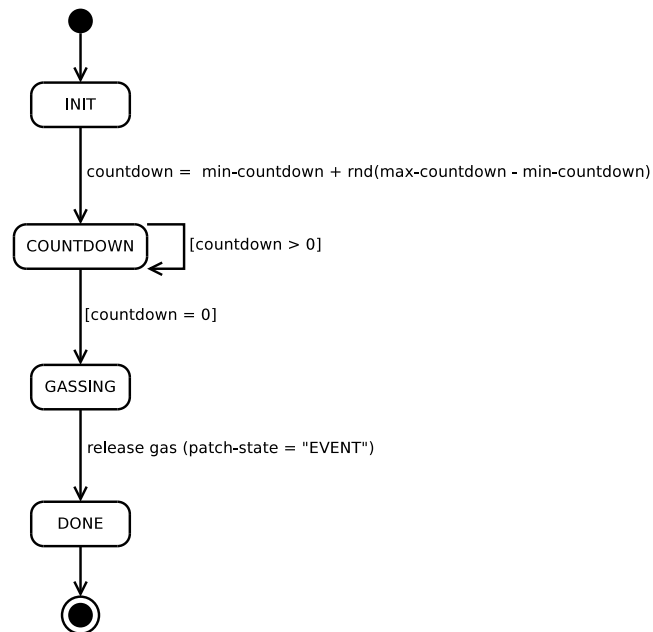 INIT
countdown =  min-countdown + rnd(max-countdown - min-countdown)
COUNTDOWN
[countdown > 0]
[countdown = 0]
GASSING
release gas (patch-state = "EVENT")
DONE